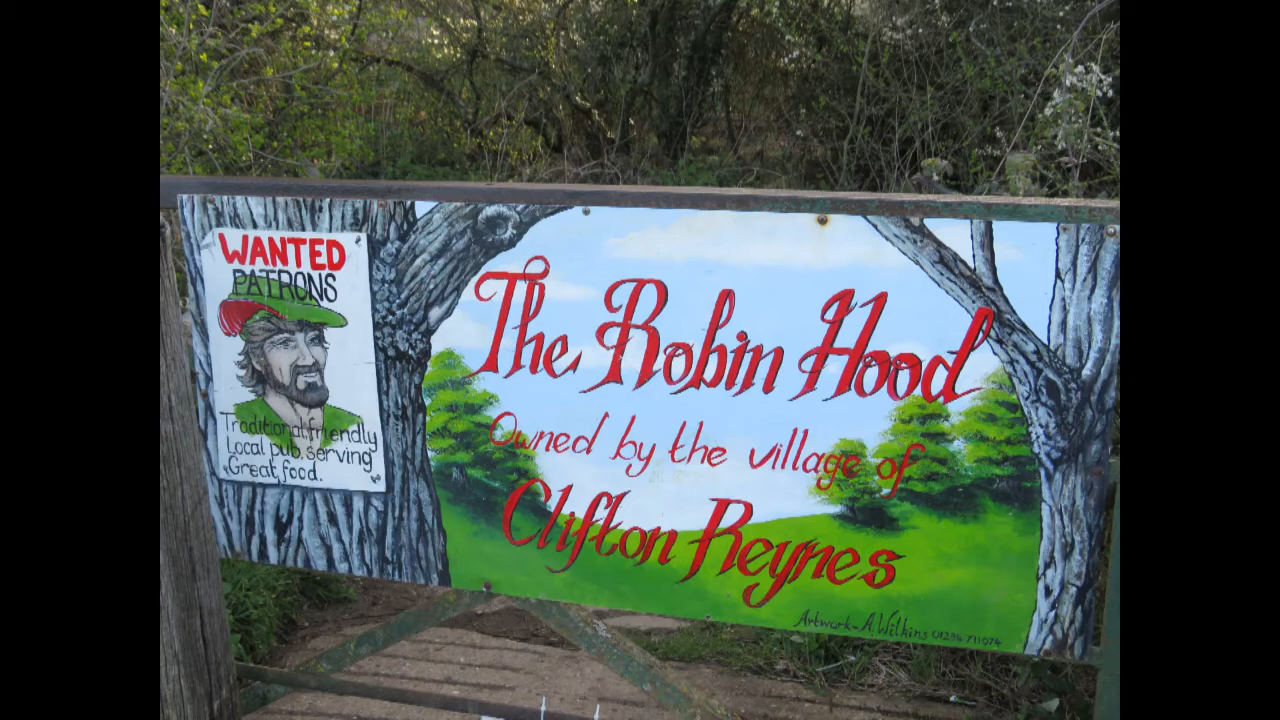 WANTED
PATRONS
Traditional friendly
Local pub, serving
Great food.
The Robin Hood
Owned by the village of
Clifton Reynes
Artwork - A. Wilkins 01234 711074